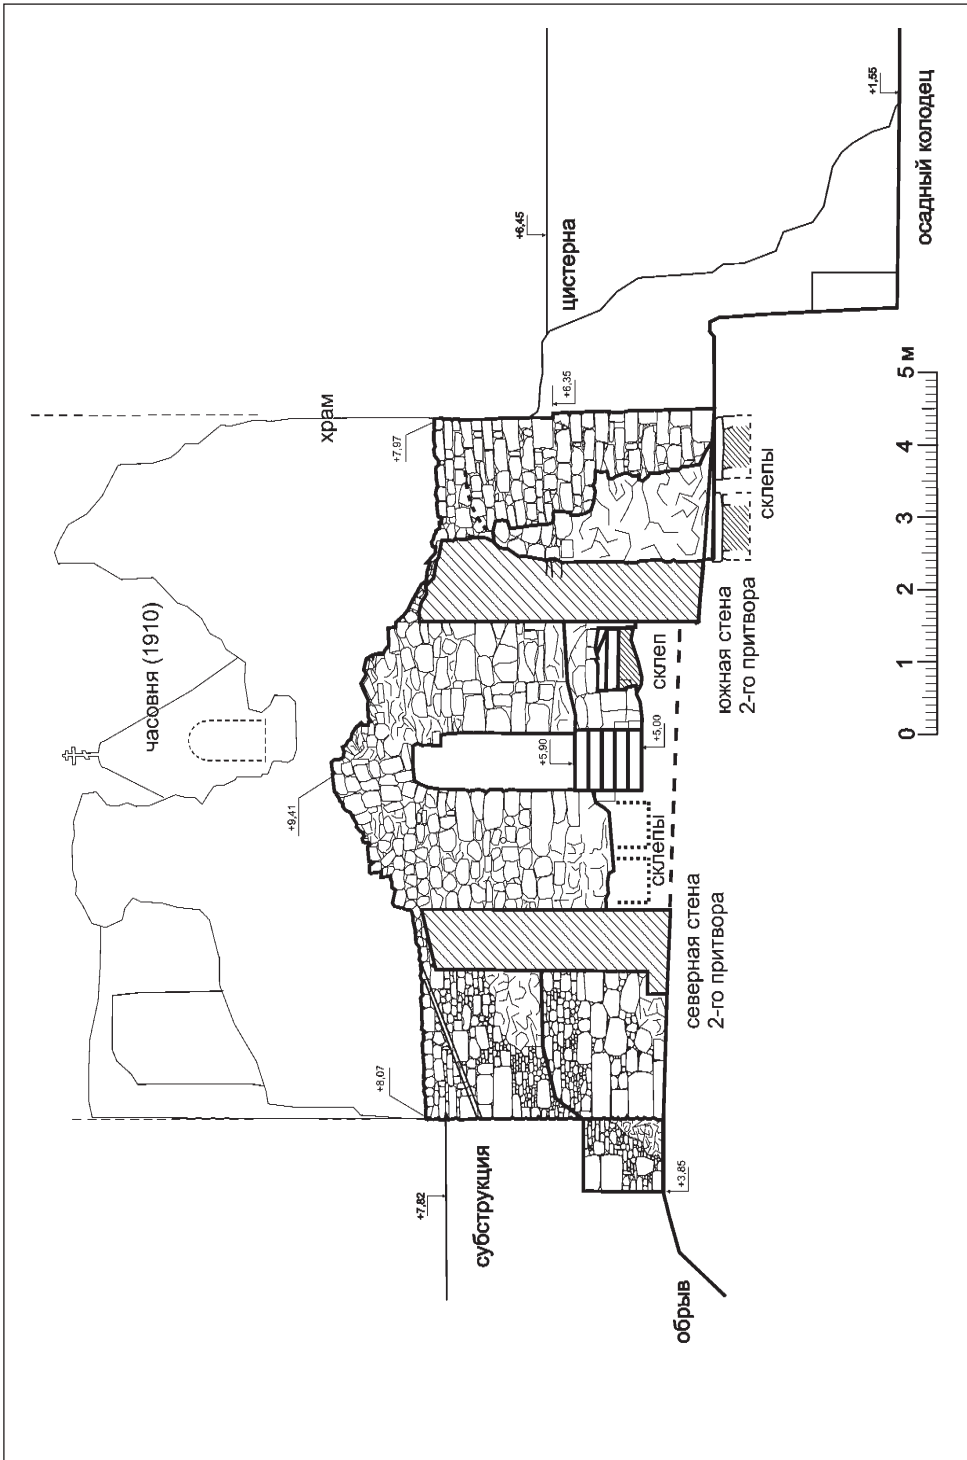 часовня (1910)
храм
+9,41
+7,97
+8,07
+6,45
цистерна
+6,35
+1,55
осадный колодец
+7,82
субструкция
+5,90
+5,00
склеп
склепы
склепы
+3,85
обрыв
северная стена
2-го притвора
южная стена
2-го притвора
0 1 2 3 4 5 м